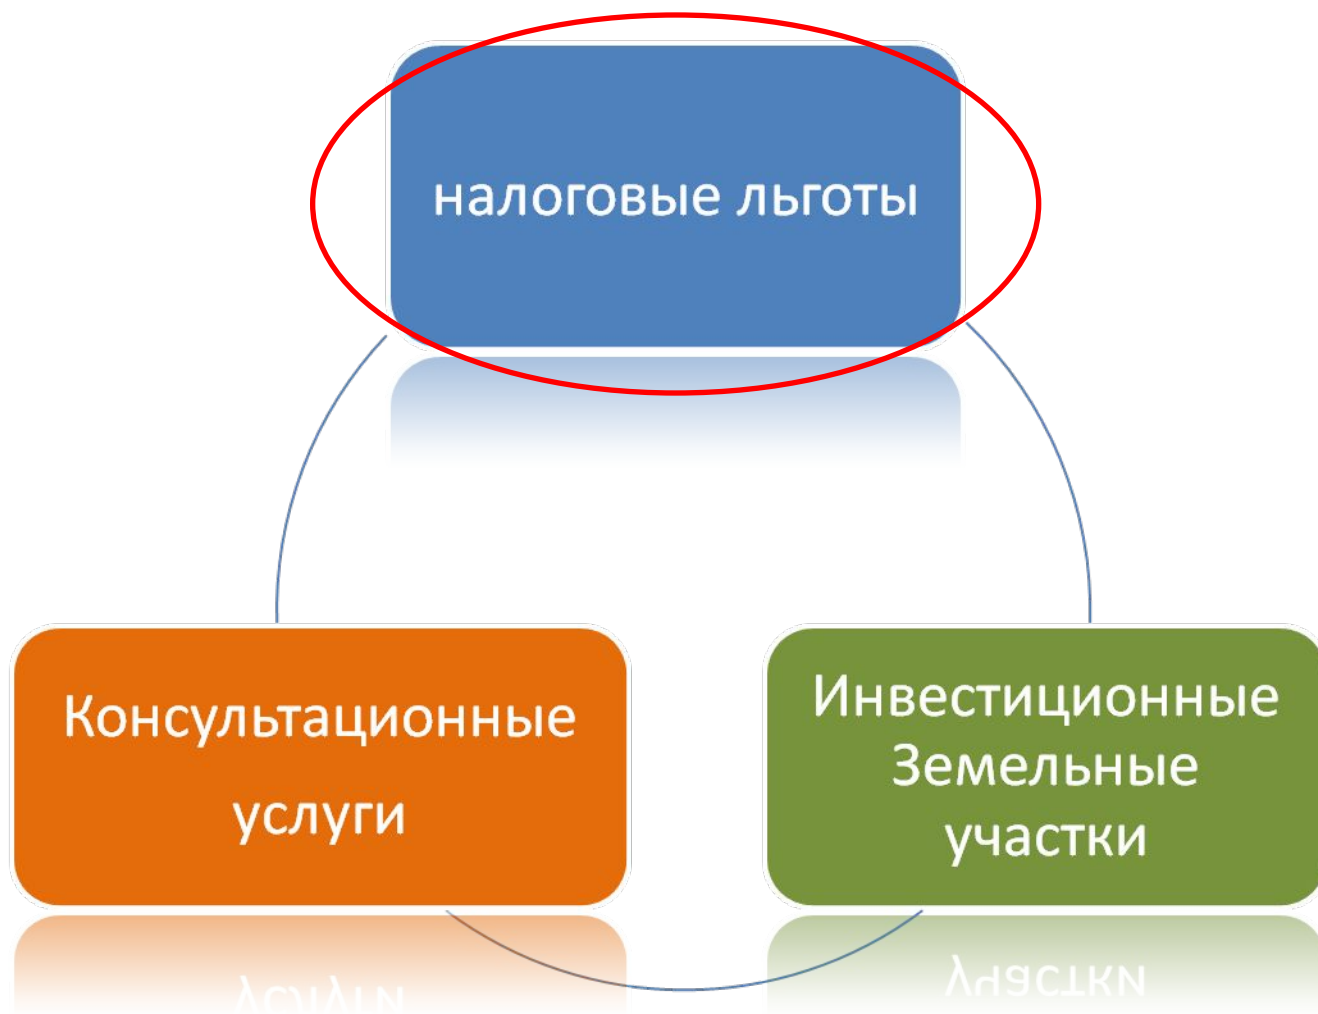 налоговые льготы
Консультационные
услуги
Инвестиционные
Земельные
участки